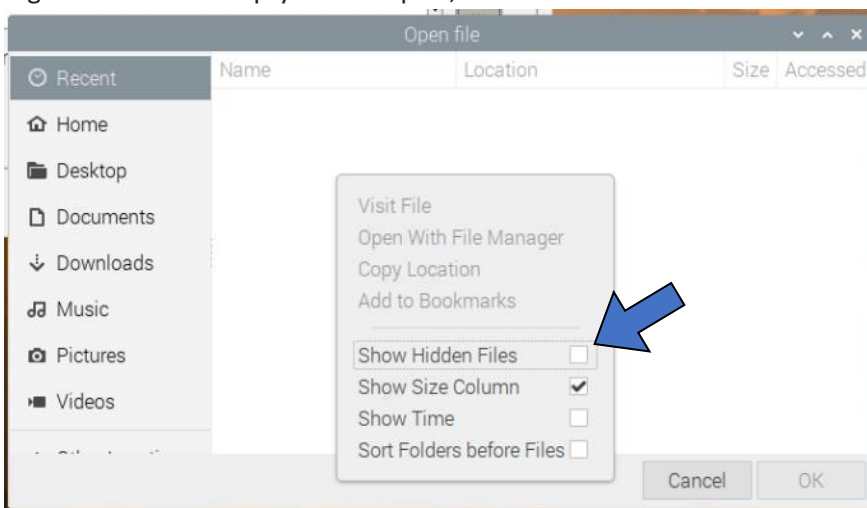 Open file
Name Location Size Accessed
Recent
Home
Desktop
Documents
Downloads
Music
Pictures
Videos
Visit File
Open With File Manager
Copy Location
Add to Bookmarks
Show Hidden Files
Show Size Column
Show Time
Sort Folders before Files
Cancel OK